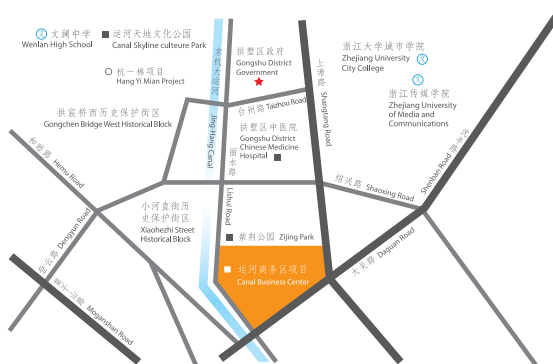 文澜中学
Wenlan High School
运河天地文化公园
Canal Skyline culteure Park
杭一棉项目
Hang Yi Mian Project
拱宸桥西历史保护街区
Gongchen Bridge West Historical Block
京杭大运河
Jing-Hang Canal
拱墅区政府
Gongshu District
Government
台州路
Taizhou Road
上塘路
Shangtang Road
浙江大学城市学院
Zhejiang University
City College
浙江传媒学院
Zhejiang University
of Media and
Communications
拱墅区中医院
Gongshu District
Chinese Medicine
Hospital
丽水路
Lishui Road
和睦路
Hemu Road
小河直街历
史保护街区
Xiaohezhi Street
Historical Block
绍兴路
Shaoxing Road
Shenban Road
登云路
Dengyun Road
紫荆公园 Zijing Park
运河商务区项目
Canal Business Center
大关路
Daguan Road
莫干山路
Moganshan Road